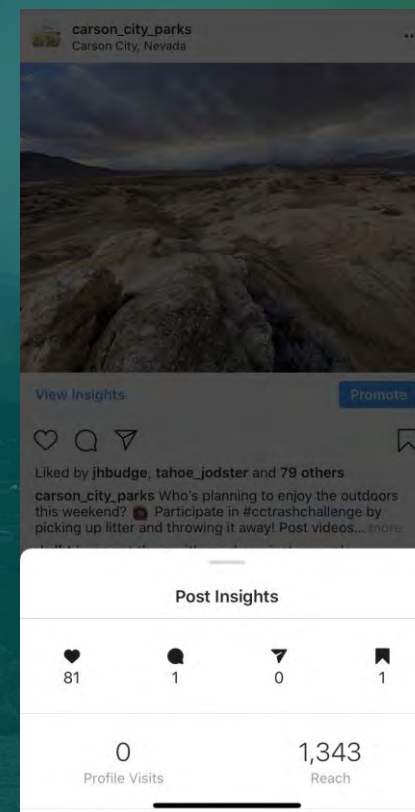 carson_city_parks
Carson City, Nevada
View Insights
Promote
Liked by jhbudge, tahoe_jodster and 79 others
carson_city_parks Who's planning to enjoy the outdoors
this weekend? Participate in #cctrashchallenge by
picking up litter and throwing it away! Post videos... more
Post Insights
81
1
0
1
0
1,343
Profile Visits
Reach